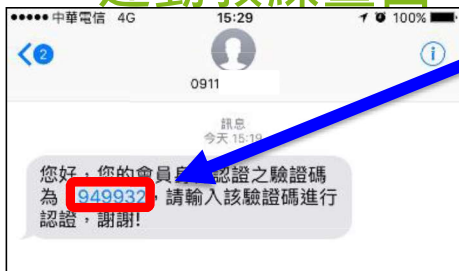 中華電信 4G 15:29 100%
2
0911
訊息
今天 15:19
您好，您的會員身 認證之驗證碼
為 949932，請輸入該驗證碼進行
認證，謝謝!